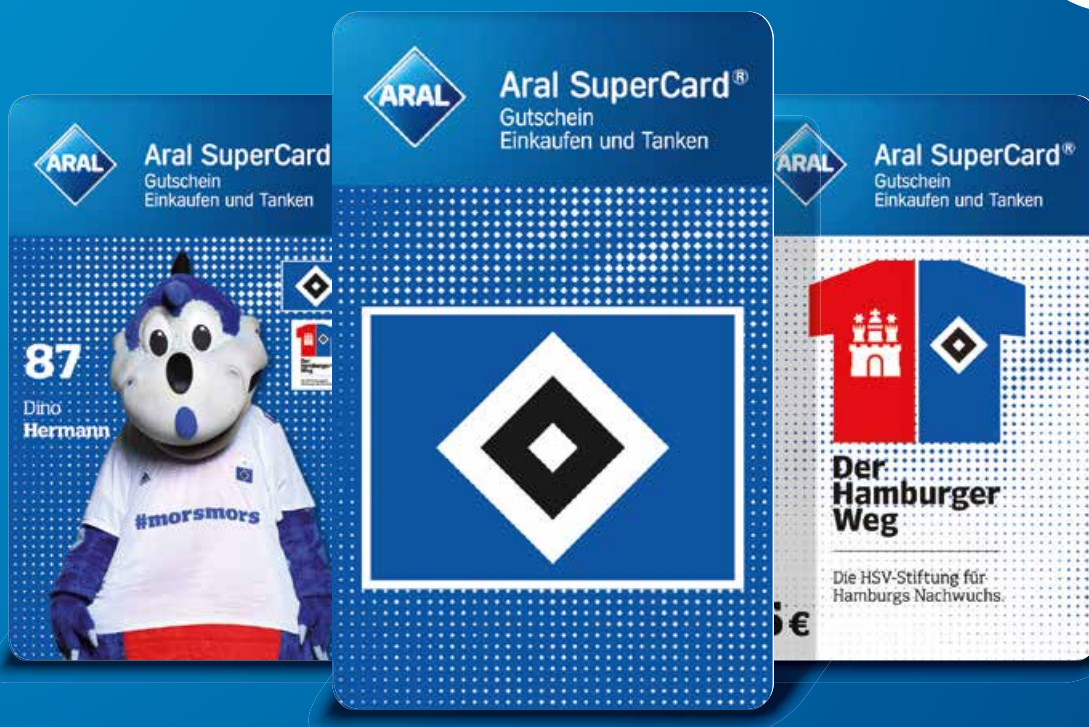 ARAL
Aral SuperCard
Gutschein
Einkaufen und Tanken
87
Dino
Hermann
#morsmors
ARAL
Aral SuperCard®
Gutschein
Einkaufen und Tanken
ARAL
Aral SuperCard®
Gutschein
Einkaufen und Tanken
Der
Hamburger
Weg
Die HSV-Stiftung für
Hamburgs Nachwuchs.
€